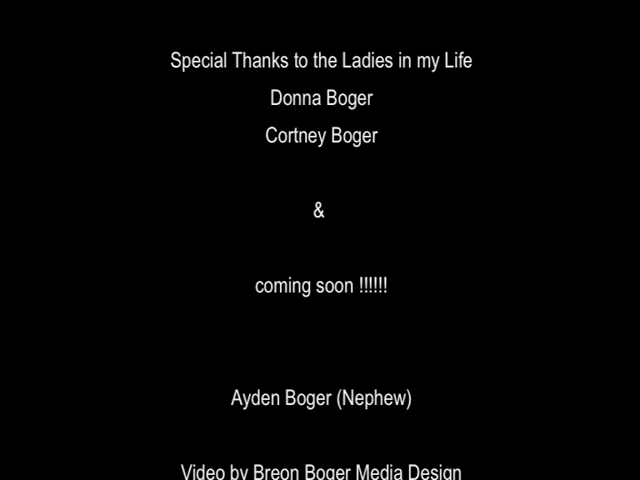 Special Thanks to the Ladies in my Life
Donna Boger
Cortney Boger
&
coming soon !!!!!!
Ayden Boger (Nephew)
Video by Breon Boger Media Design